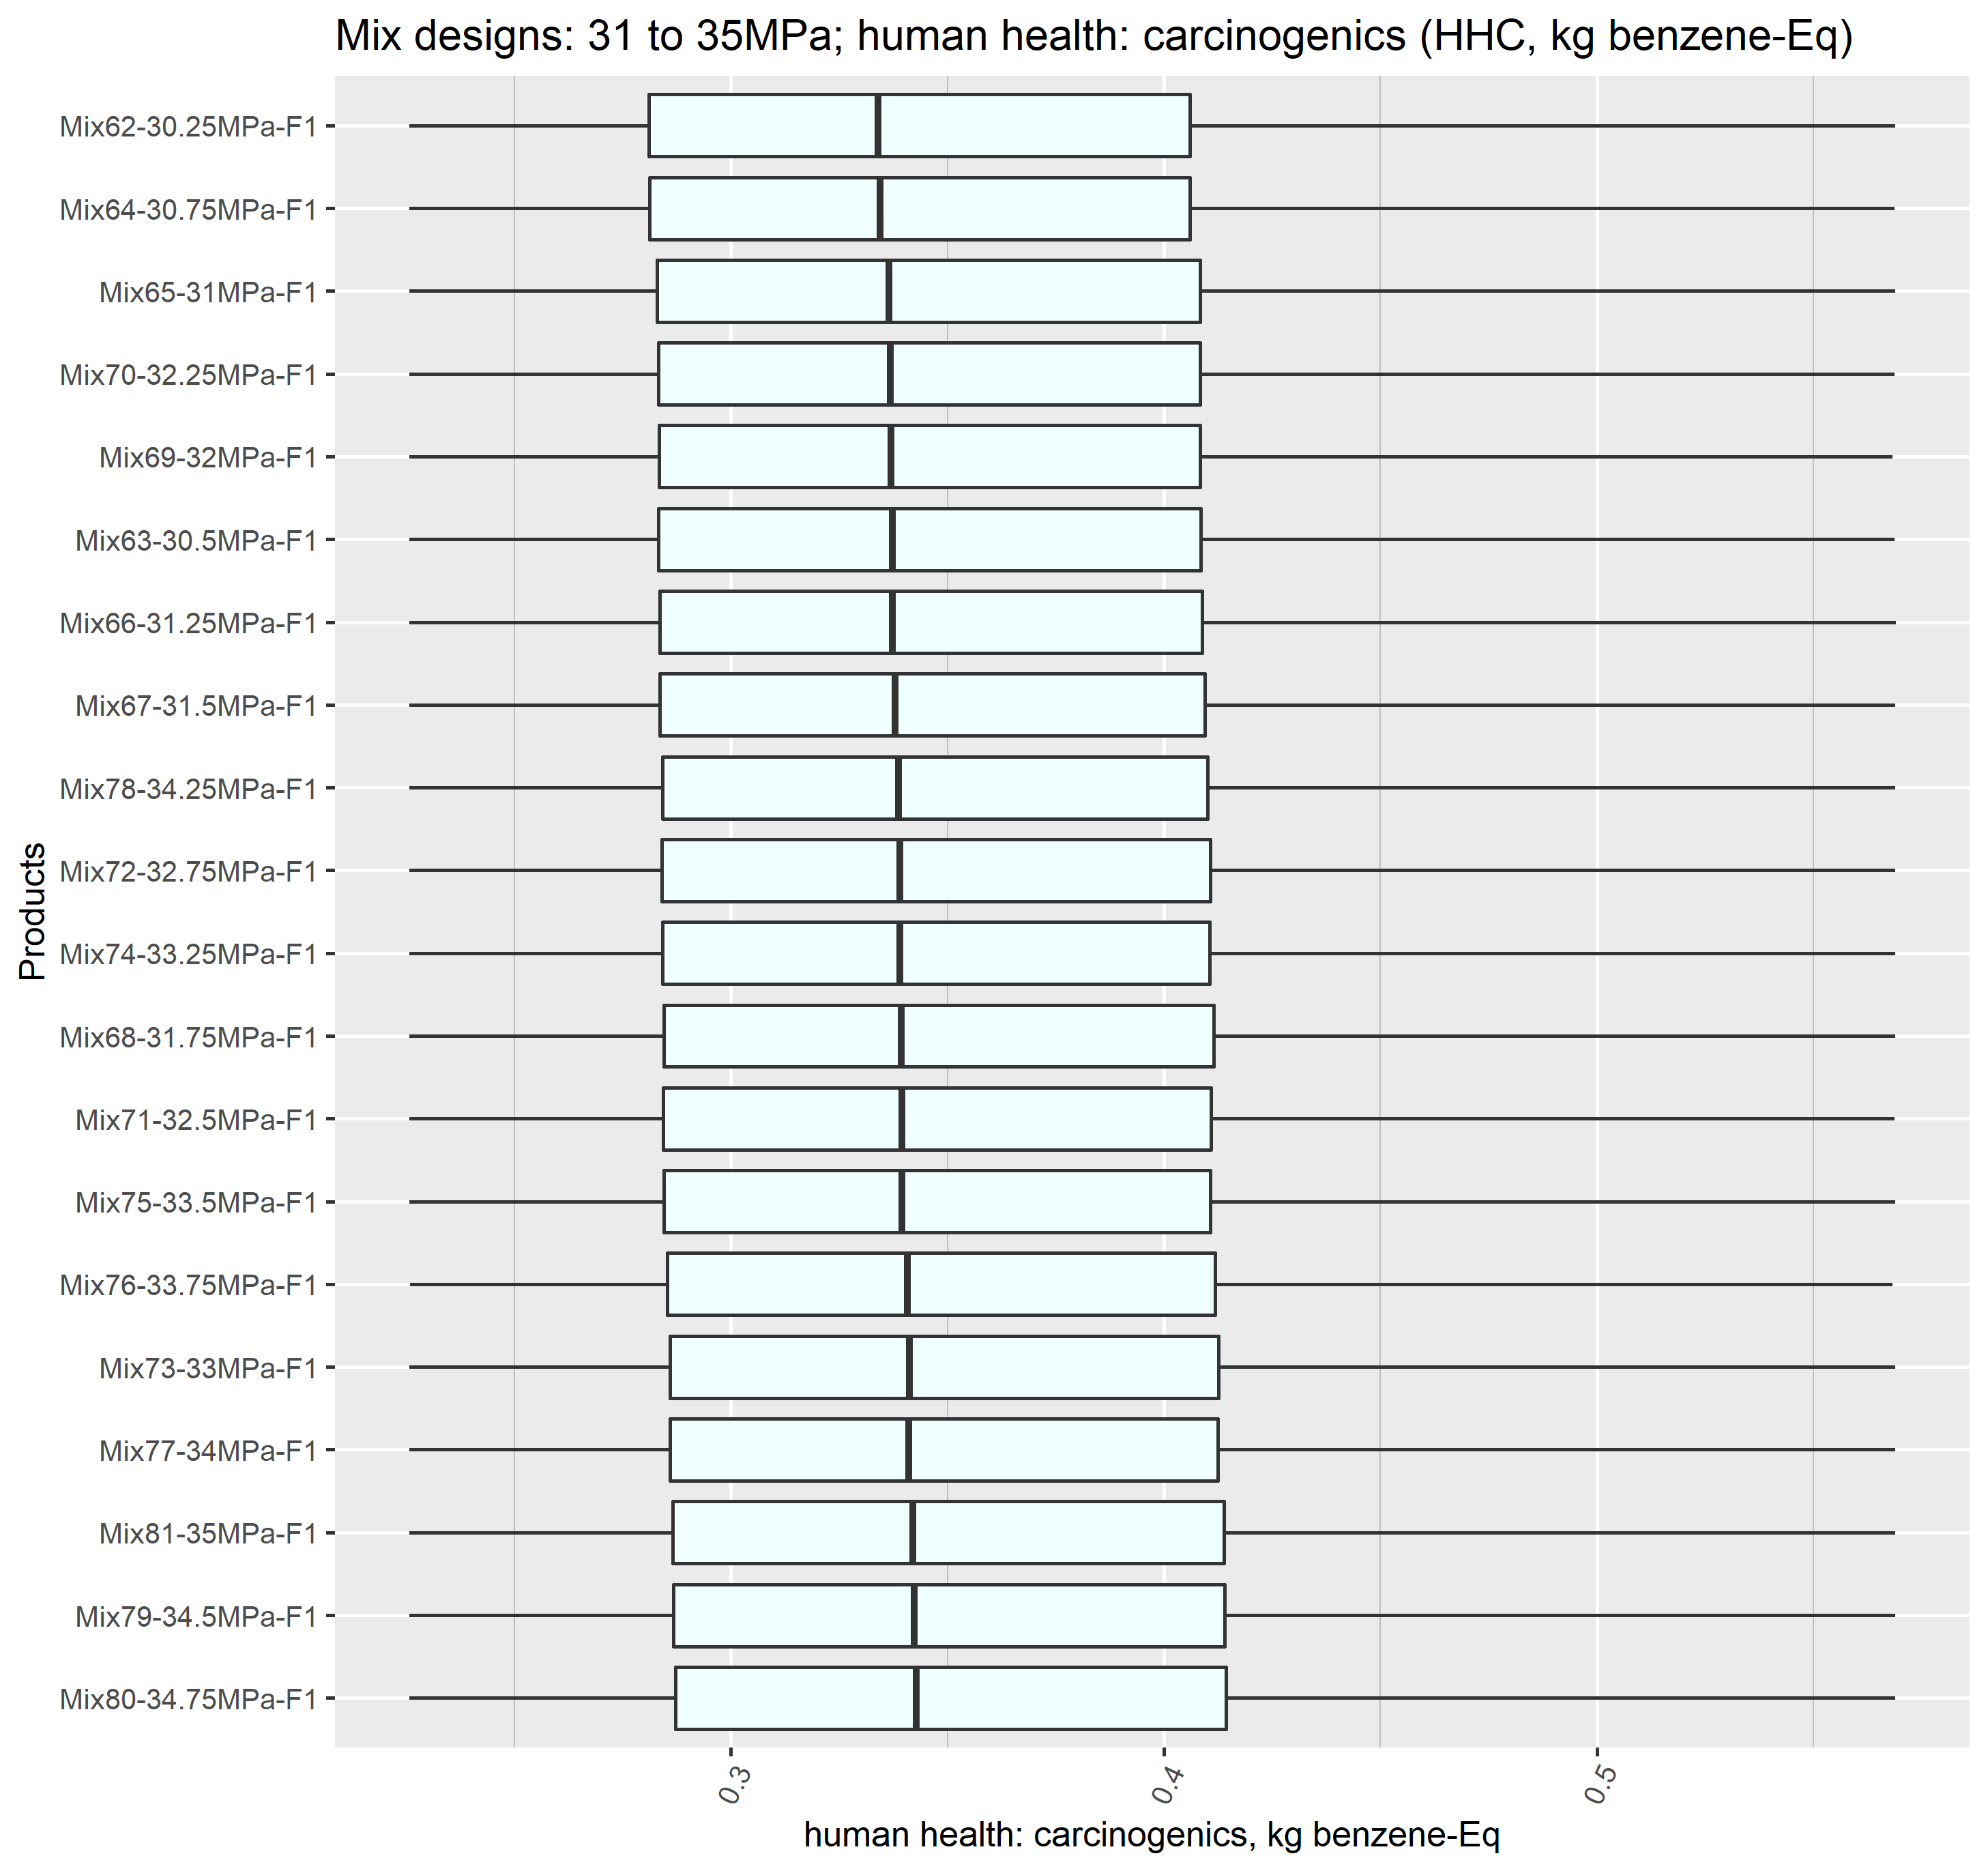 Mix designs: 31 to 35MPa; human health: carcinogenics (HHC, kg benzene-Eq)
Products
Mix62-30.25MPa-F1
Mix64-30.75MPa-F1
Mix65-31MPa-F1
Mix70-32.25MPa-F1
Mix69-32MPa-F1
Mix63-30.5MPa-F1
Mix66-31.25MPa-F1
Mix67-31.5MPa-F1
Mix78-34.25MPa-F1
Mix72-32.75MPa-F1
Mix74-33.25MPa-F1
Mix68-31.75MPa-F1
Mix71-32.5MPa-F1
Mix75-33.5MPa-F1
Mix76-33.75MPa-F1
Mix73-33MPa-F1
Mix77-34MPa-F1
Mix81-35MPa-F1
Mix79-34.5MPa-F1
Mix80-34.75MPa-F1
0.3
0.4
0.5
human health: carcinogenics, kg benzene-Eq